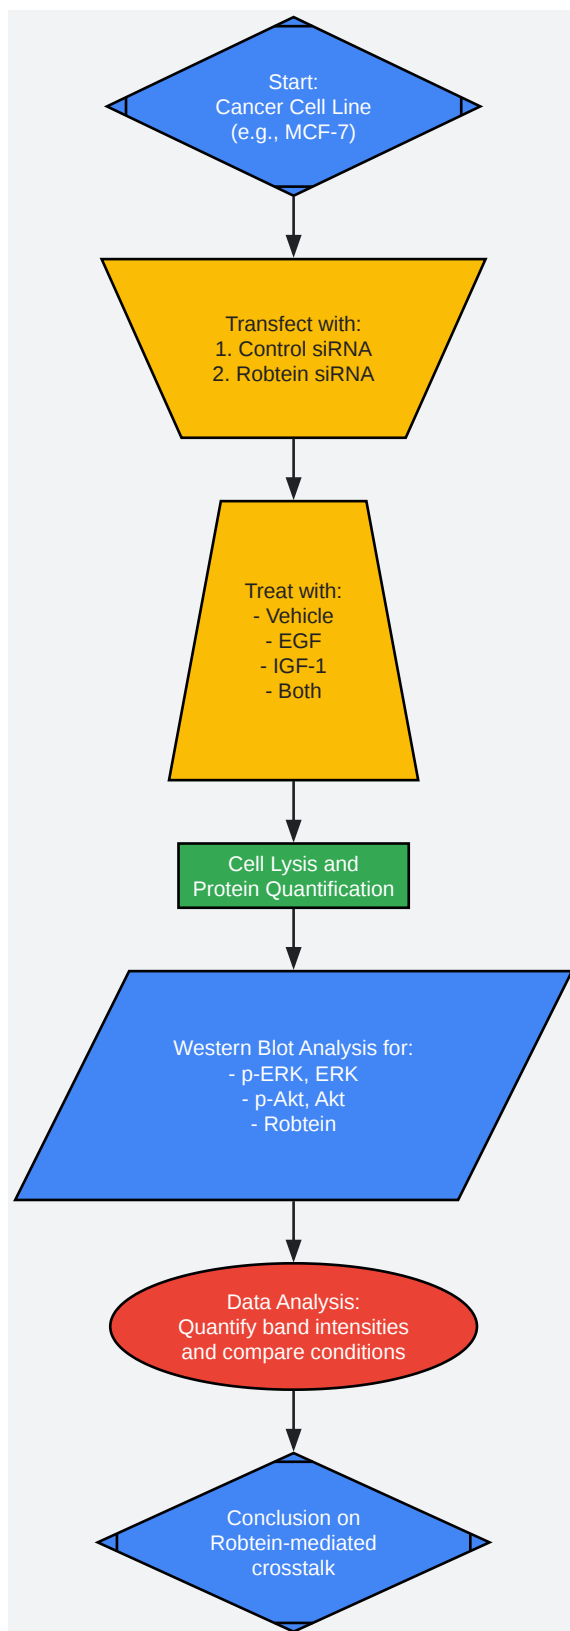 Start:
Cancer Cell Line
(e.g., MCF-7)
Transfect with:
1. Control siRNA
2. Robtein siRNA
Treat with:
- Vehicle
- EGF
- IGF-1
- Both
Cell Lysis and
Protein Quantification
Western Blot Analysis for:
- p-ERK, ERK
- p-Akt, Akt
- Robtein
Data Analysis:
Quantify band intensities
and compare conditions
Conclusion on
Robtein-mediated
crosstalk